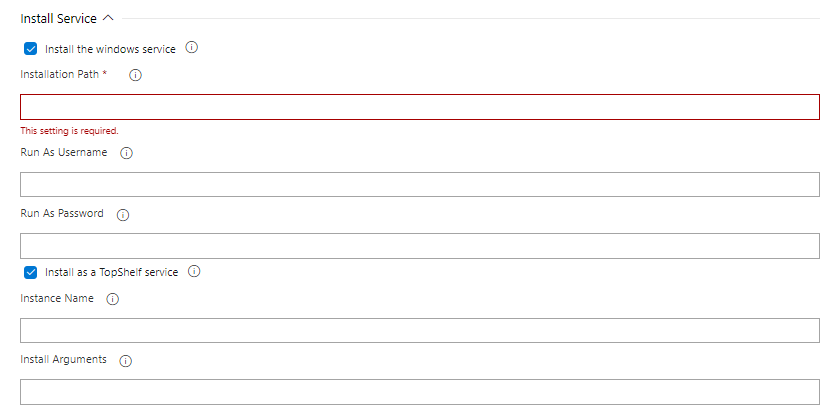 Install Service
Install the windows service
Installation Path *
This setting is required.
Run As Username
Run As Password
Install as a TopShelf service
Instance Name
Install Arguments